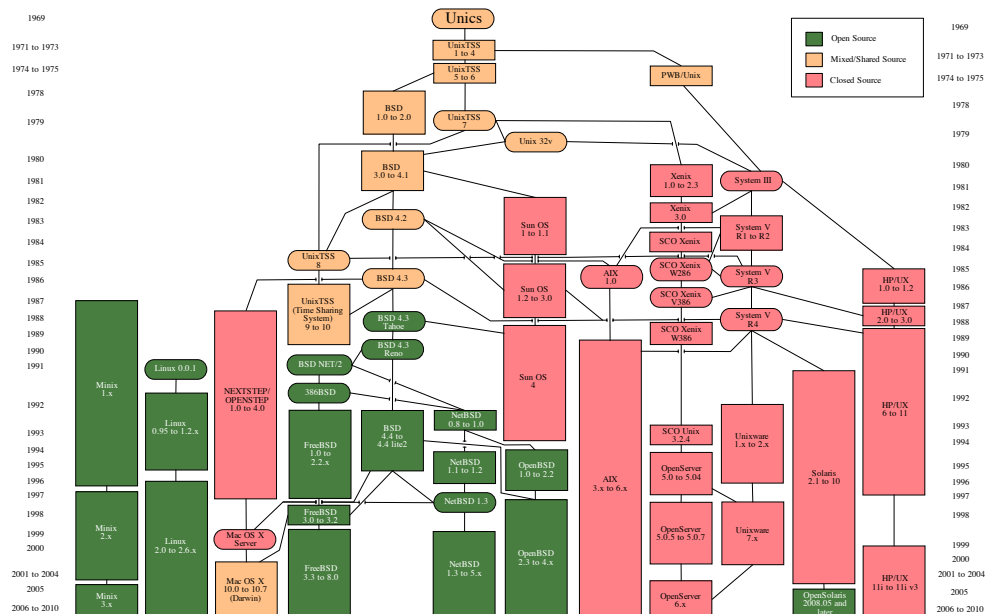 1969
1971 to 1973
1974 to 1975
1978
1979
1980
1981
1982
1983
1984
1985
1986
1987
1988
1989
1990
1991
1992
1993
1994
1995
1996
1997
1998
1999
2000
2001 to 2004
2005
2006 to 2010
Unics
UnixTSS
1 to 4
UnixTSS
5 to 6
PWB/Unix
BSD
1.0 to 2.0
UnixTSS
7
Unix 32v
BSD
3.0 to 4.1
Xenix
1.0 to 2.3
System III
Xenix
3.0
Sun OS
1 to 1.1
BSD 4.2
System V
R1 to R2
SCO Xenix
UnixTSS
8
SCO Xenix
W286
AIX
1.0
System V
R3
BSD 4.3
Sun OS
1.2 to 3.0
HP/UX
1.0 to 1.2
UnixTSS
(Time Sharing
System)
9 to 10
SCO Xenix
V386
HP/UX
2.0 to 3.0
BSD 4.3
Tahoe
System V
R4
SCO Xenix
W386
BSD 4.3
Reno
BSD NET/2
Linux 0.0.1
Minix
1.x
Sun OS
4
NEXTSTEP/
OPENSTEP
1.0 to 4.0
386BSD
HP/UX
6 to 11
NetBSD
0.8 to 1.0
Linux
0.95 to 1.2.x
BSD
4.4 to
4.4 lite2
SCO Unix
3.2.4
Unixware
1.x to 2.x
FreeBSD
1.0 to
2.2.x
NetBSD
1.1 to 1.2
OpenBSD
1.0 to 2.2
OpenServer
5.0 to 5.04
AIX
3.x to 6.x
Solaris
2.1 to 10
NetBSD 1.3
FreeBSD
3.0 to 3.2
OpenServer
5.0.5 to 5.0.7
Unixware
7.x
Minix
2.x
Linux
2.0 to 2.6.x
Mac OS X
Server
OpenBSD
2.3 to 4.x
NetBSD
1.3 to 5.x
FreeBSD
3.3 to 8.0
Mac OS X
10.0 to 10.7
(Darwin)
HP/UX
11i to 11i v3
Minix
3.x
OpenServer
6.x
OpenSolaris
2008.05 and
later
Open Source
Mixed/Shared Source
Closed Source
1969
1971 to 1973
1974 to 1975
1978
1979
1980
1981
1982
1983
1984
1985
1986
1987
1988
1989
1990
1991
1992
1993
1994
1995
1996
1997
1998
1999
2000
2001 to 2004
2005
2006 to 2010